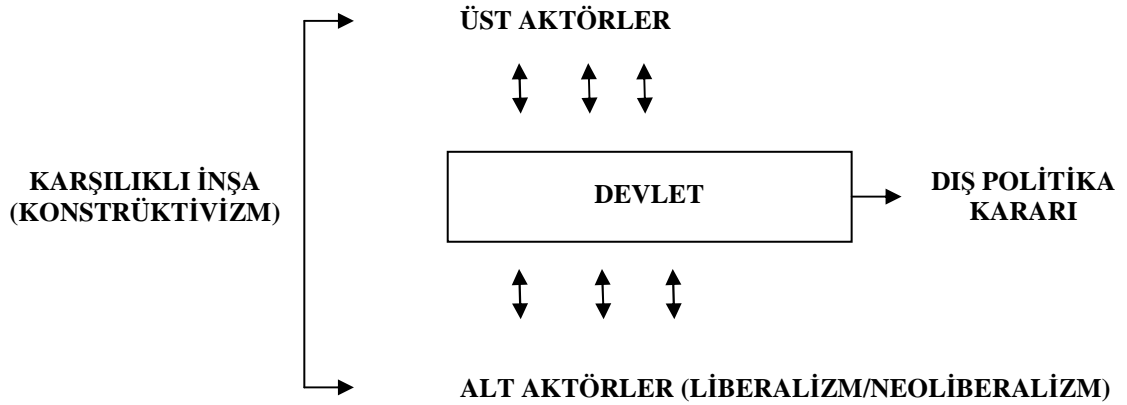 ÜST AKTÖRLER
KARŞILIKLI İNŞA
(KONSTRÜKTİVİZM)
DEVLET
DIŞ POLİTİKA
KARARI
ALT AKTÖRLER (LİBERALİZM/NEOLİBERALİZM)